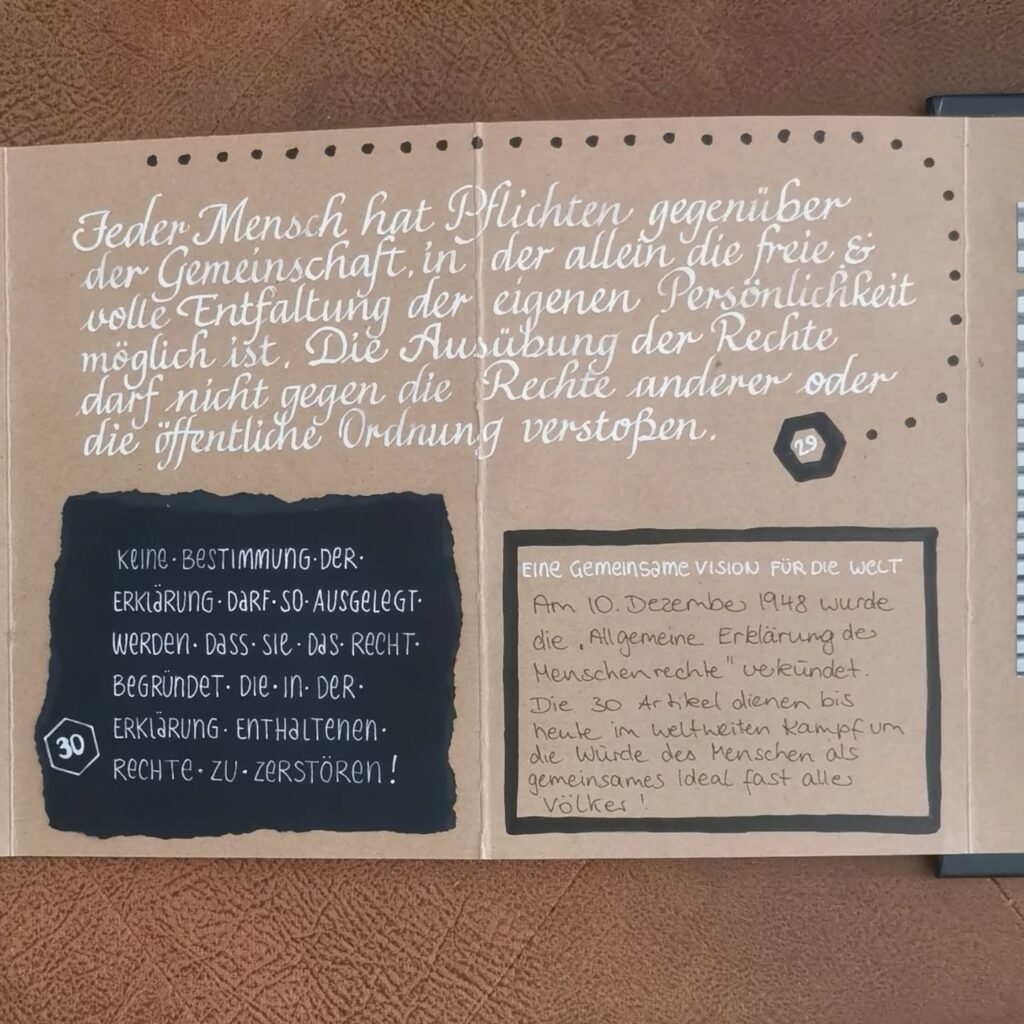 Jeder Mensch hat Pflichten gegenüber
der Gemeinschaft, in der allein die freie &
volle Entfaltung der eigenen Persönlichkeit
möglich ist. Die Ausübung der Rechte
darf nicht gegen die Rechte anderer oder
die öffentliche Ordnung verstoßen.
29
KEINE·BESTIMMUNG·DER·
ERKLÄRUNG·DARF·SO·AUSGELEGT·
WERDEN·DASS·SIE·DAS·RECHT·
BEGRÜNDET·DIE·IN·DER·
ERKLÄRUNG·ENTHALTENEN·
RECHTE·ZU·ZERSTÖREN!
30
EINE GEMEINSAME VISION FÜR DIE WELT
Am 10. Dezember 1948 wurde
die „Allgemeine Erklärung der
Menschenrechte" verkündet.
Die 30 Artikel dienen bis
heute im weltweiten Kampf um
die Würde des Menschen als
gemeinsames Ideal fast aller
Völker!